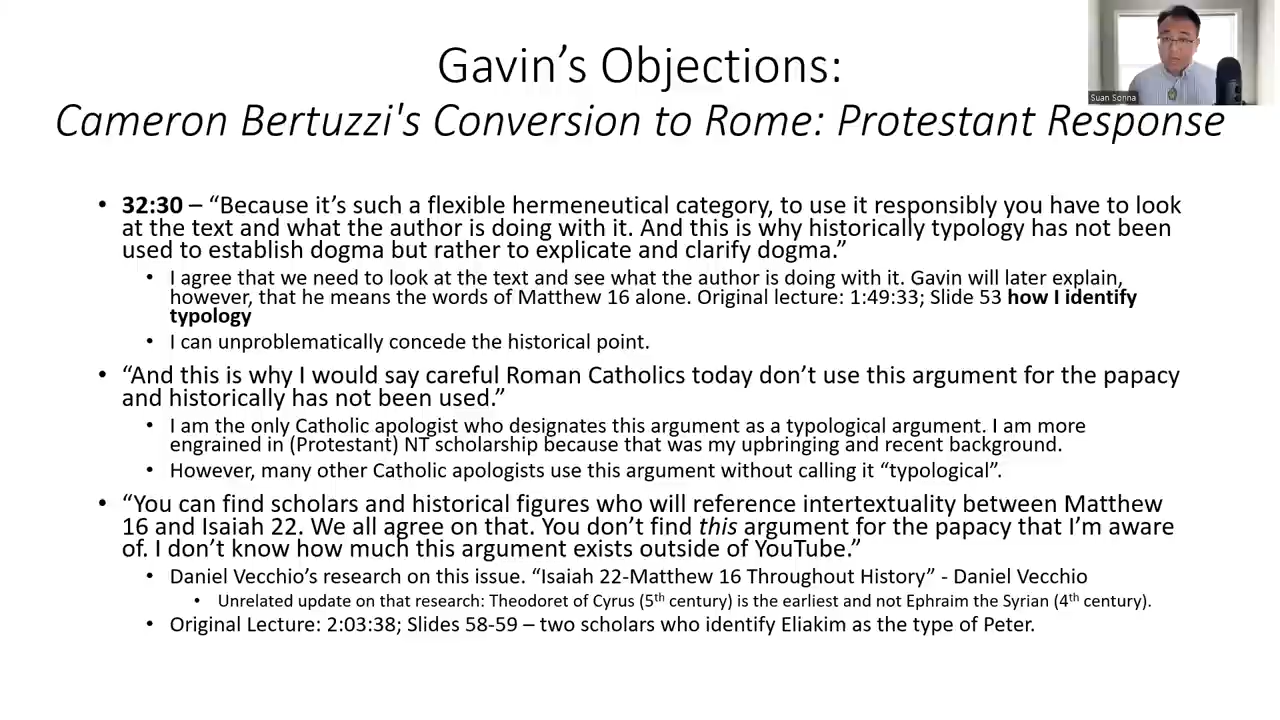 Gavin’s Objections:
Cameron Bertuzzi's Conversion to Rome: Protestant Response
Suan Sonna
• 32:30 – “Because it’s such a flexible hermeneutical category, to use it responsibly you have to look
at the text and what the author is doing with it. And this is why historically typology has not been
used to establish dogma but rather to explicate and clarify dogma.”
• I agree that we need to look at the text and see what the author is doing with it. Gavin will later explain,
however, that he means the words of Matthew 16 alone. Original lecture: 1:49:33; Slide 53 how I identify
typology
• I can unproblematically concede the historical point.
• “And this is why I would say careful Roman Catholics today don’t use this argument for the papacy
and historically has not been used.”
• I am the only Catholic apologist who designates this argument as a typological argument. I am more
engrained in (Protestant) NT scholarship because that was my upbringing and recent background.
• However, many other Catholic apologists use this argument without calling it “typological”.
• “You can find scholars and historical figures who will reference intertextuality between Matthew
16 and Isaiah 22. We all agree on that. You don’t find this argument for the papacy that I’m aware
of. I don’t know how much this argument exists outside of YouTube.”
• Daniel Vecchio’s research on this issue. “Isaiah 22-Matthew 16 Throughout History” - Daniel Vecchio
• Unrelated update on that research: Theodoret of Cyrus (5th century) is the earliest and not Ephraim the Syrian (4th century).
• Original Lecture: 2:03:38; Slides 58-59 – two scholars who identify Eliakim as the type of Peter.